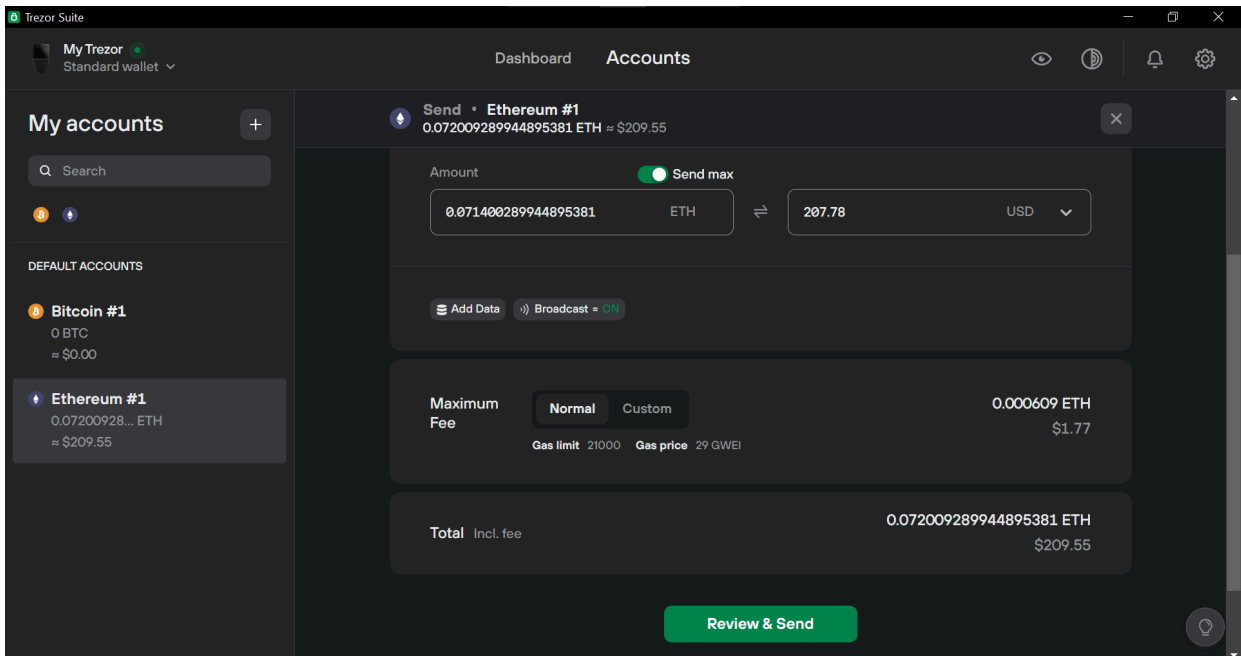 Trezor Suite
My Trezor
Standard wallet
Dashboard
Accounts
My accounts
+
Search
DEFAULT ACCOUNTS
Bitcoin #1
0 BTC
≈ $0.00
Ethereum #1
0.07200928... ETH
≈ $209.55
Send • Ethereum #1
0.072009289944895381 ETH ≈ $209.55
Amount
Send max
0.071400289944895381 ETH
207.78 USD
Add Data
Broadcast = ON
Maximum
Fee
Normal
Custom
Gas limit 21000 Gas price 29 GWEI
0.000609 ETH
$1.77
Total Incl. fee
0.072009289944895381 ETH
$209.55
Review & Send